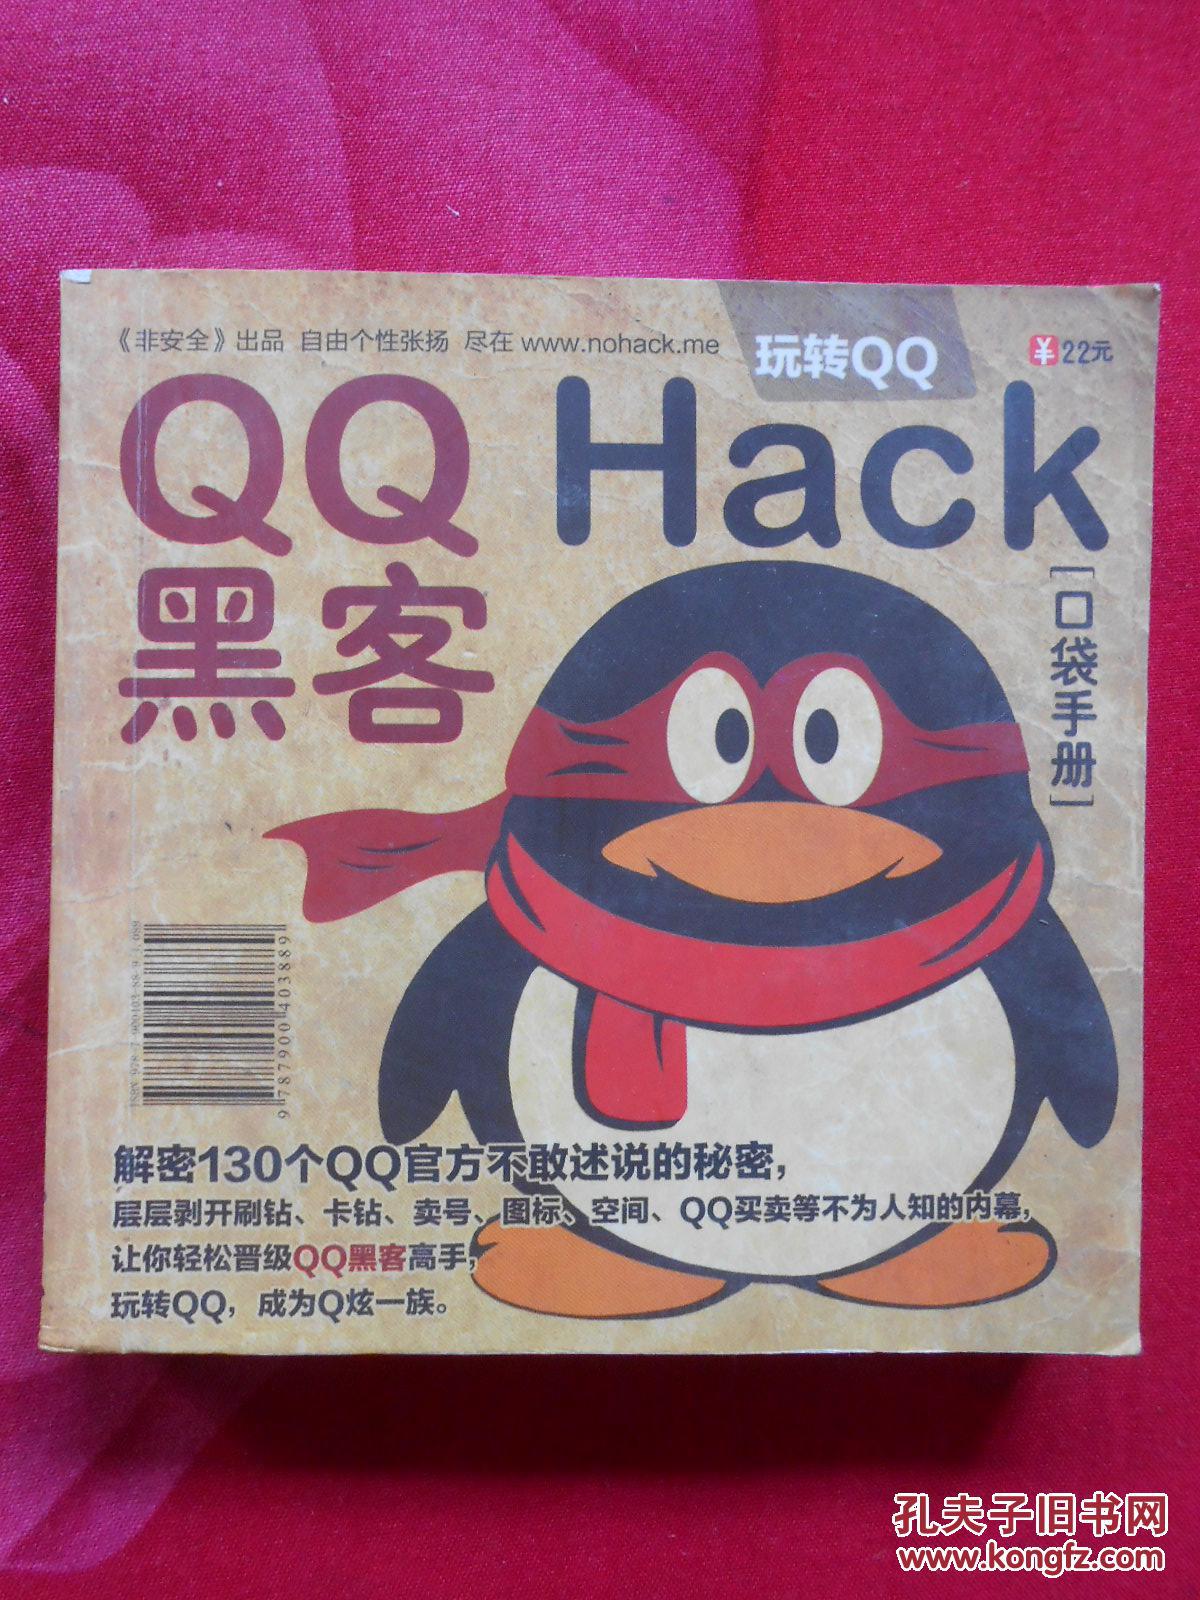 《非安全》出品 自由个性张扬 尽在 www.nohack.me
玩转QQ
¥22元
QQ Hack
黑客
[口袋手册]
9787900403889
解密130个QQ官方不敢述说的秘密，
层层剥开刷钻、卡钻、卖号、图标、空间、QQ买卖等不为人知的内幕，
让你轻松晋级QQ黑客高手，
玩转QQ，成为Q炫一族。
孔夫子旧书网
www.kongfz.com